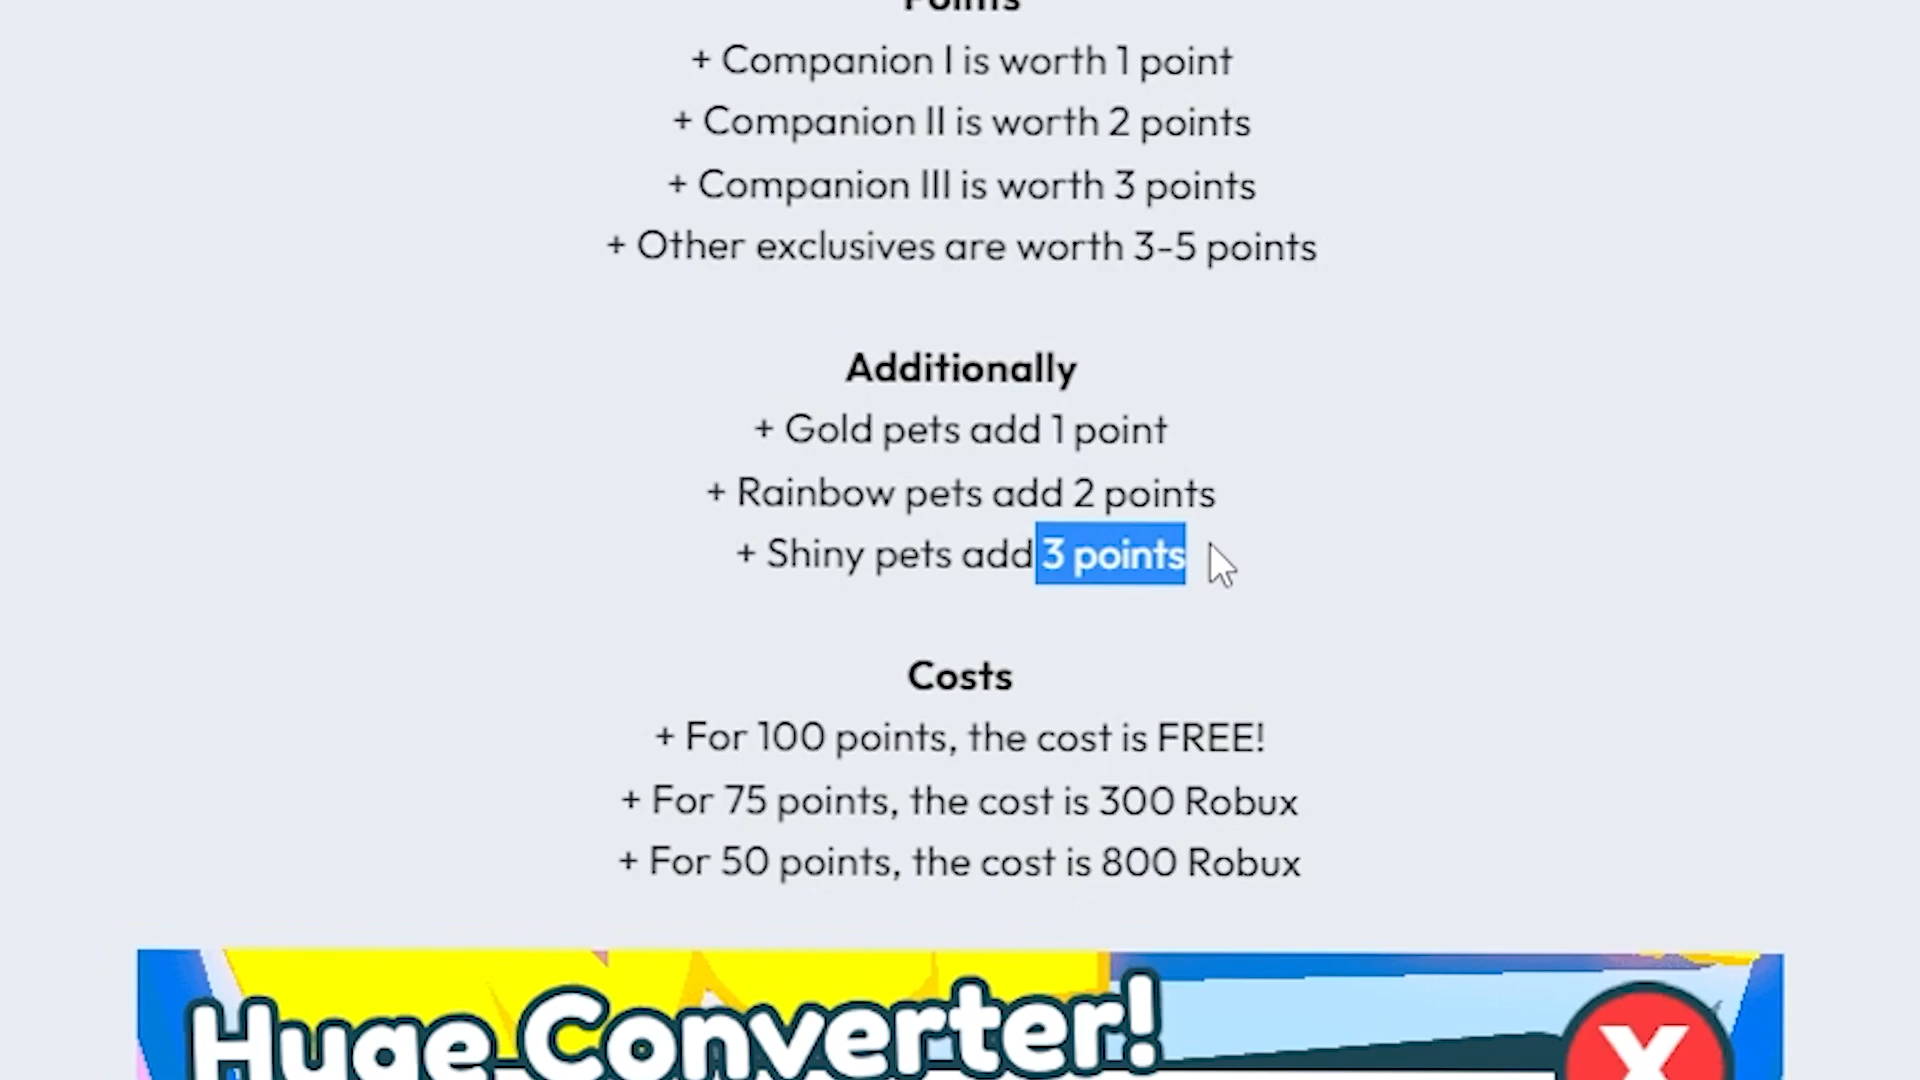 Points
+ Companion I is worth 1 point
+ Companion II is worth 2 points
+ Companion III is worth 3 points
+ Other exclusives are worth 3-5 points
Additionally
+ Gold pets add 1 point
+ Rainbow pets add 2 points
+ Shiny pets add 3 points
Costs
+ For 100 points, the cost is FREE!
+ For 75 points, the cost is 300 Robux
+ For 50 points, the cost is 800 Robux
Huge Converter!
X